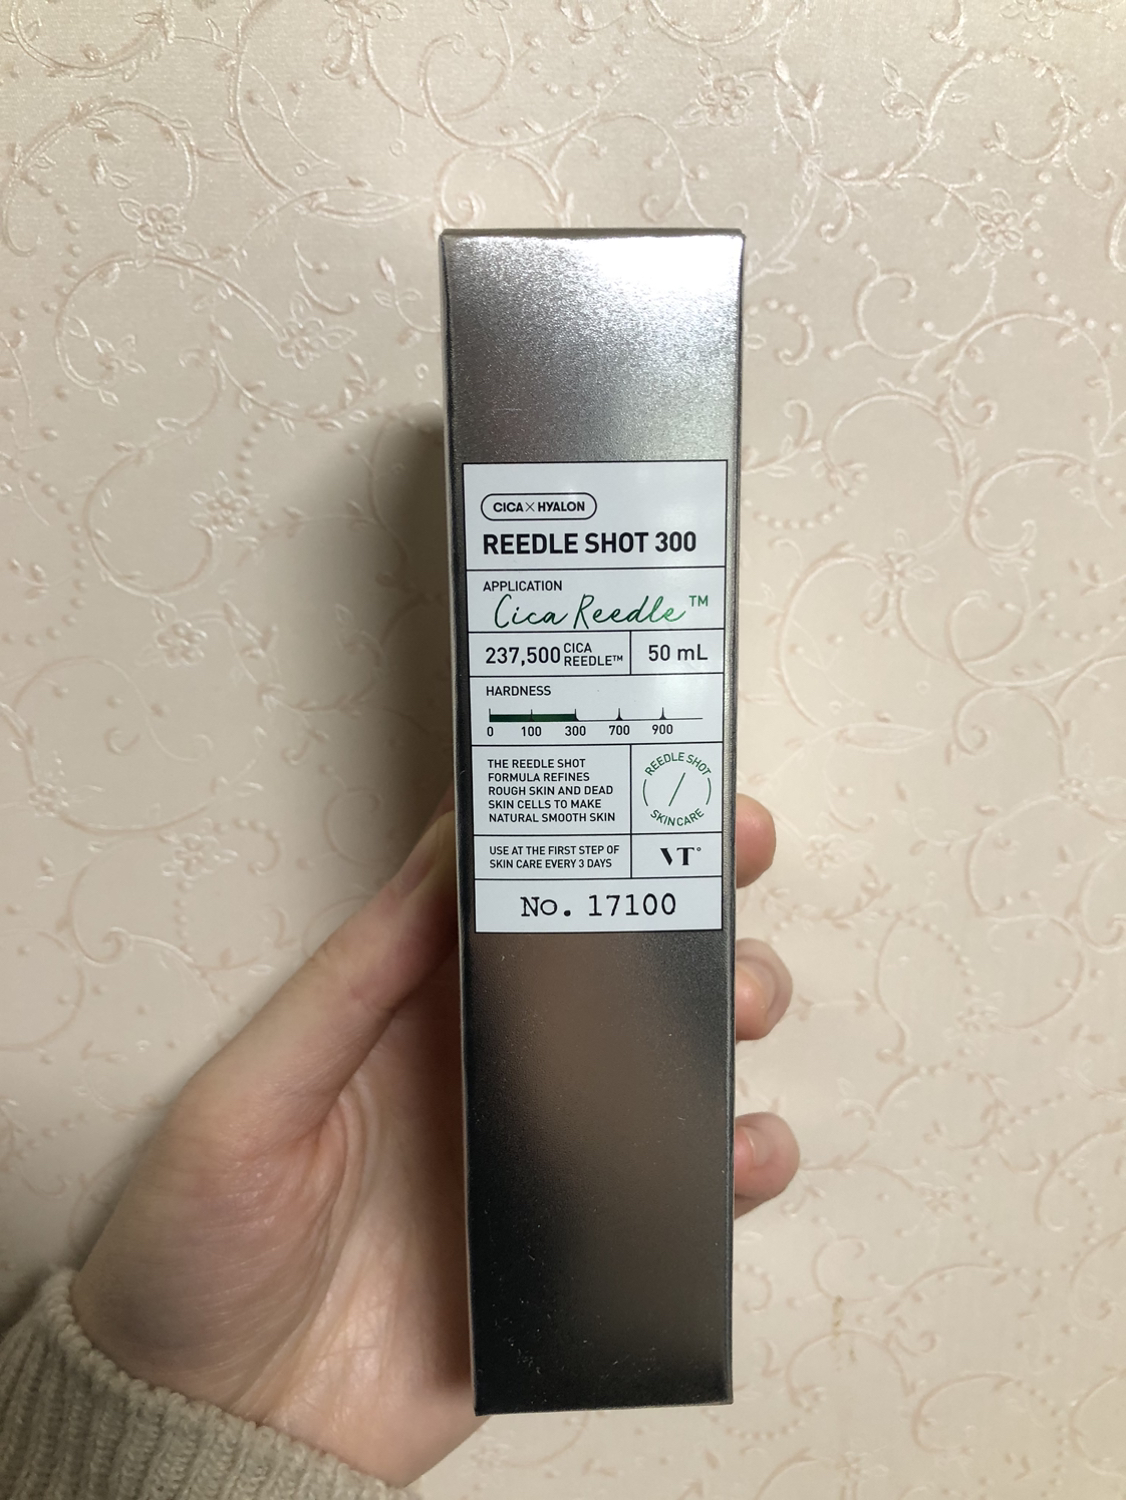 CICA×HYALON
REEDLE SHOT 300
APPLICATION
Cica Reedle™
237,500 CICA REEDLE™
50 mL
HARDNESS
0 100 300 700 900
THE REEDLE SHOT
FORMULA REFINES
ROUGH SKIN AND DEAD
SKIN CELLS TO MAKE
NATURAL SMOOTH SKIN
REEDLE SHOT
SKINCARE
USE AT THE FIRST STEP OF
SKIN CARE EVERY 3 DAYS
VT°
No. 17100